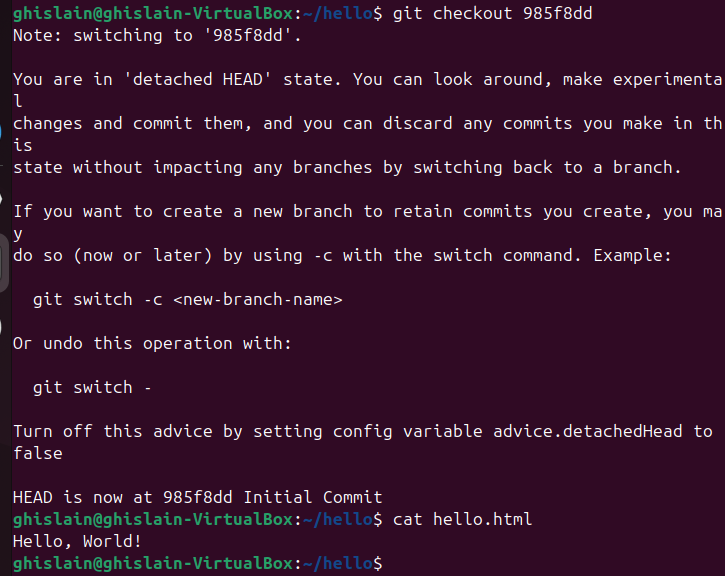 ghislain@ghislain-VirtualBox:~/hello$ git checkout 985f8dd
Note: switching to '985f8dd'.
You are in 'detached HEAD' state. You can look around, make experimenta
l
changes and commit them, and you can discard any commits you make in th
is
state without impacting any branches by switching back to a branch.
If you want to create a new branch to retain commits you create, you ma
y
do so (now or later) by using -c with the switch command. Example:
git switch -c <new-branch-name>
Or undo this operation with:
git switch -
Turn off this advice by setting config variable advice.detachedHead to
false
HEAD is now at 985f8dd Initial Commit
ghislain@ghislain-VirtualBox:~/hello$ cat hello.html
Hello, World!
ghislain@ghislain-VirtualBox:~/hello$